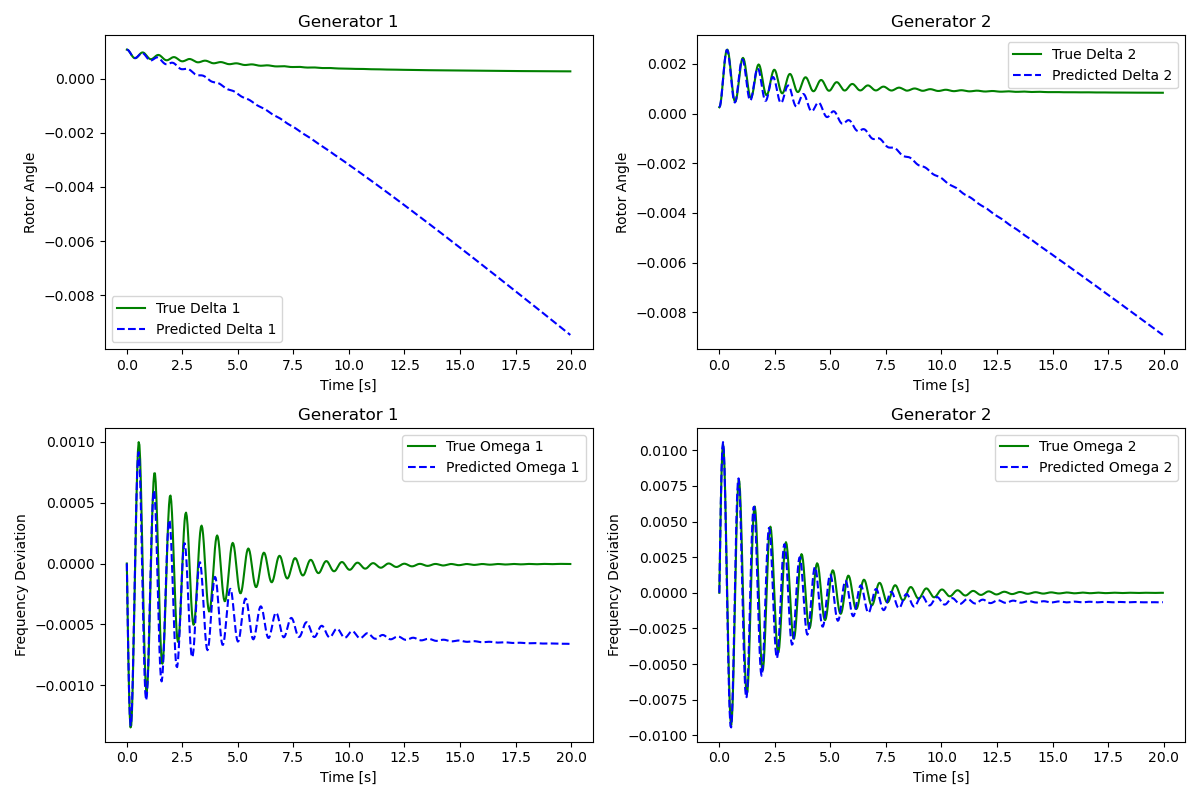 Generator 1
Rotor Angle
0.000
−0.002
−0.004
−0.006
−0.008
True Delta 1
Predicted Delta 1
0.0 2.5 5.0 7.5 10.0 12.5 15.0 17.5 20.0
Time [s]
Generator 2
Rotor Angle
0.002
0.000
−0.002
−0.004
−0.006
−0.008
True Delta 2
Predicted Delta 2
0.0 2.5 5.0 7.5 10.0 12.5 15.0 17.5 20.0
Time [s]
Generator 1
Frequency Deviation
0.0010
0.0005
0.0000
−0.0005
−0.0010
True Omega 1
Predicted Omega 1
0.0 2.5 5.0 7.5 10.0 12.5 15.0 17.5 20.0
Time [s]
Generator 2
Frequency Deviation
0.0100
0.0075
0.0050
0.0025
0.0000
−0.0025
−0.0050
−0.0075
−0.0100
True Omega 2
Predicted Omega 2
0.0 2.5 5.0 7.5 10.0 12.5 15.0 17.5 20.0
Time [s]